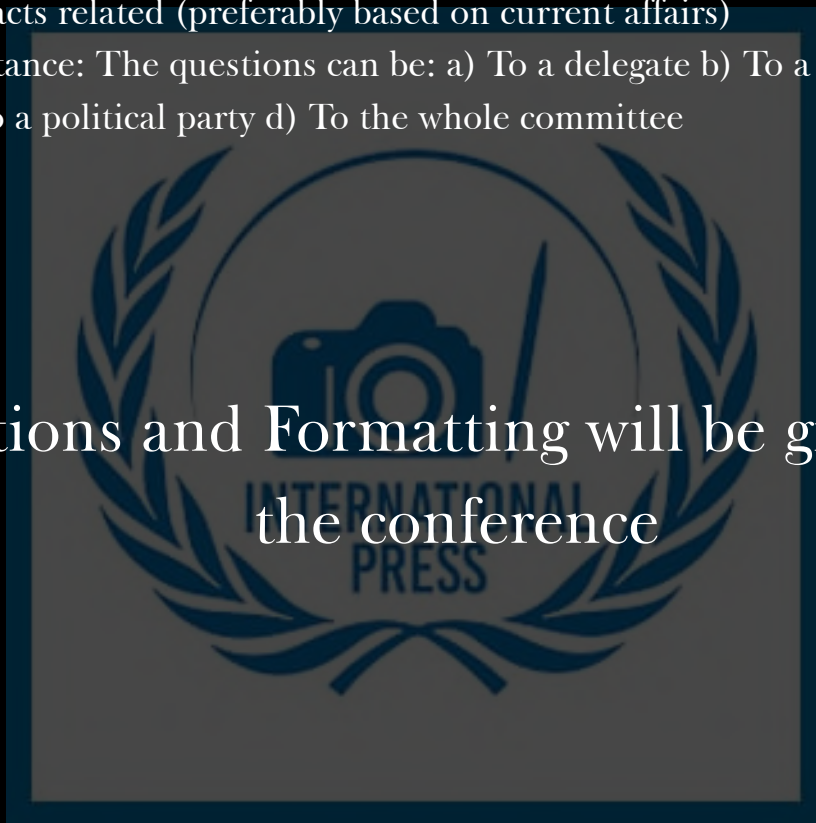 acts related (preferably based on current affairs)
tance: The questions can be: a) To a delegate b) To a
o a political party d) To the whole committee
tions and Formatting will be g
the conference
INTERNATIONAL
PRESS